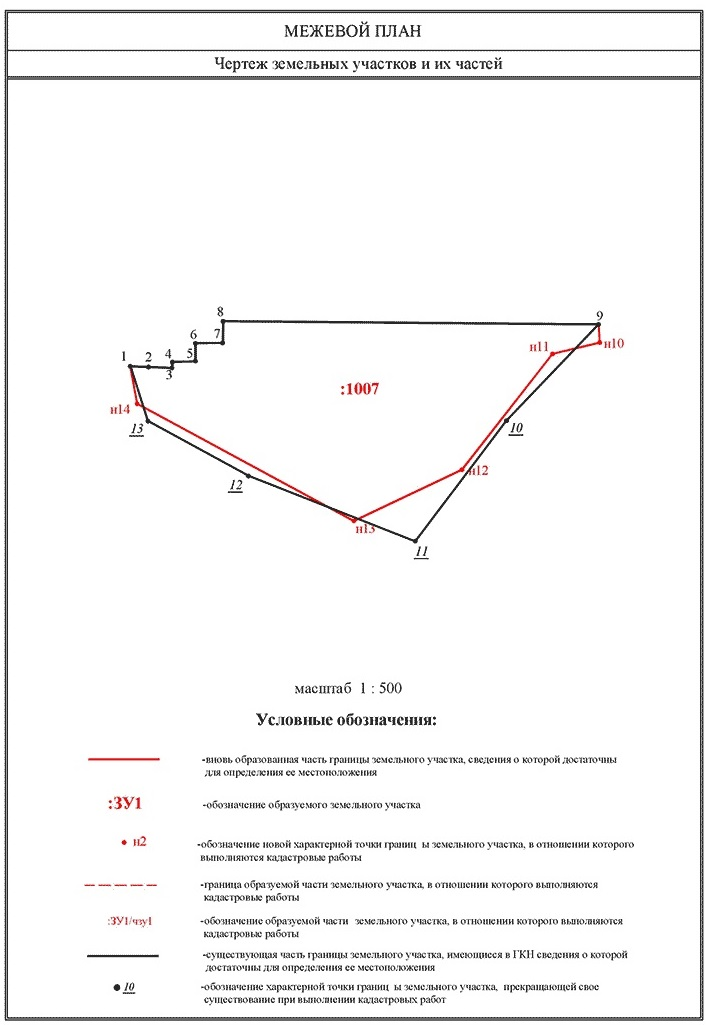 МЕЖЕВОЙ ПЛАН
Чертеж земельных участков и их частей
8
9
6
7
н10
н11
1
2
4
5
3
:1007
н14
13
10
12
н12
н13
11
масштаб 1 : 500
Условные обозначения:
-вновь образованная часть границы земельного участка, сведения о которой достаточны
для определения ее местоположения
:ЗУ1
-обозначение образуемого земельного участка
н2
-обозначение новой характерной точки границ ы земельного участка, в отношении которого
выполняются кадастровые работы
-граница образуемой части земельного участка, в отношении которого выполняются
кадастровые работы
:ЗУ1/чзу1
-обозначение образуемой части земельного участка, в отношении которого выполняются
кадастровые работы
-существующая часть границы земельного участка, имеющиеся в ГКН сведения о которой
достаточны для определения ее местоположения
10
-обозначение характерной точки границ ы земельного участка, прекращающей свое
существование при выполнении кадастровых работ